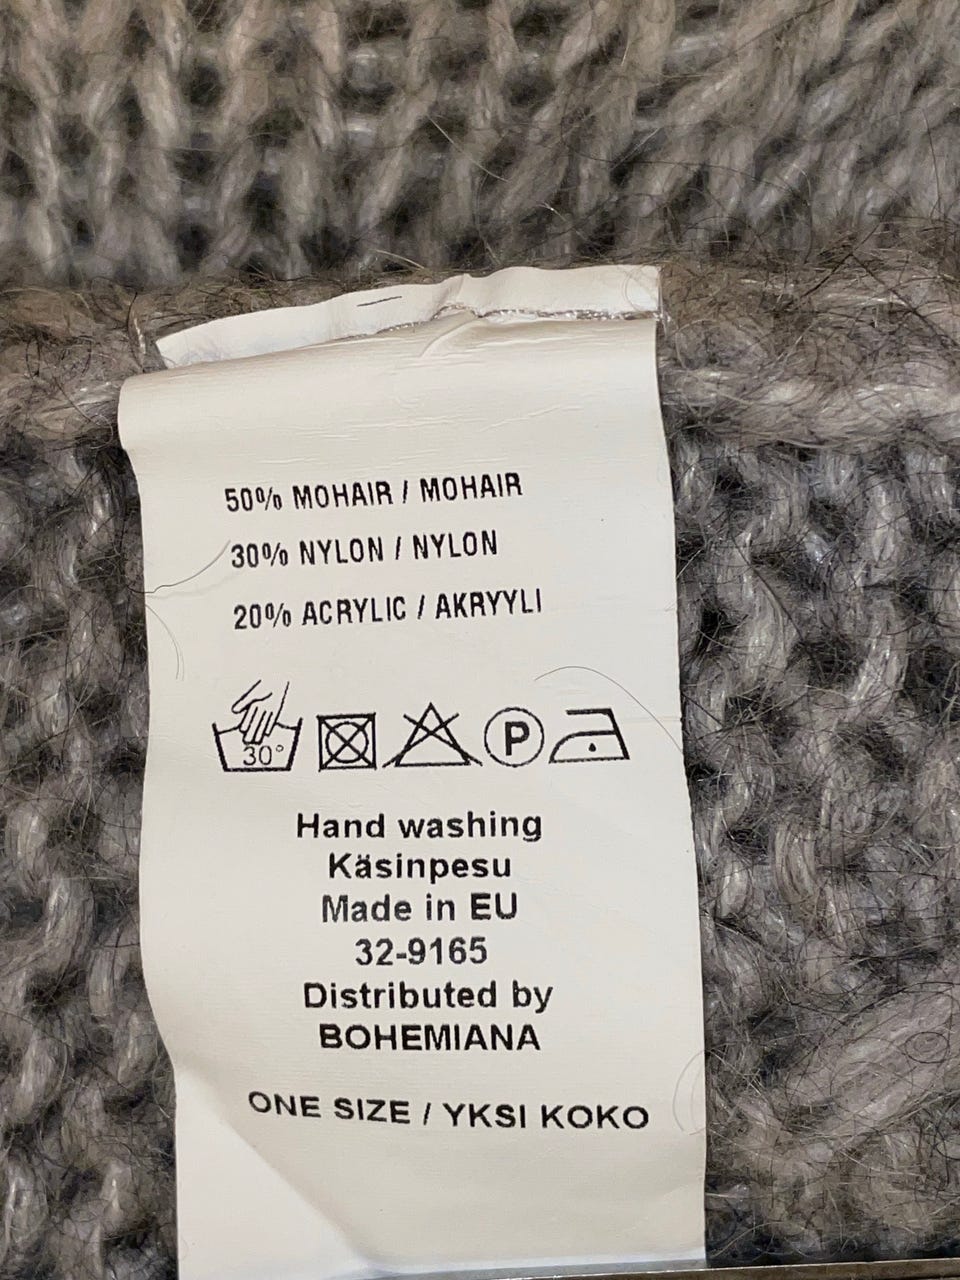 50% MOHAIR / MOHAIR
30% NYLON / NYLON
20% ACRYLIC / AKRYYLI
30° P
Hand washing
Käsinpesu
Made in EU
32-9165
Distributed by
BOHEMIANA
ONE SIZE / YKSI KOKO